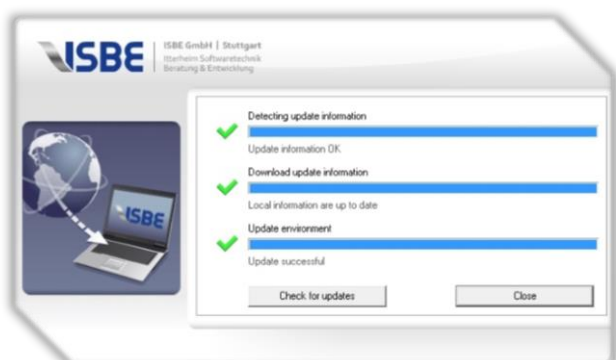 ISBE
ISBE GmbH | Stuttgart
Itterheim Softwaretechnik
Beratung & Entwicklung
Detecting update information
Update information OK
Download update information
Local information are up to date
ISBE
Update environment
Update successful
Check for updates
Close